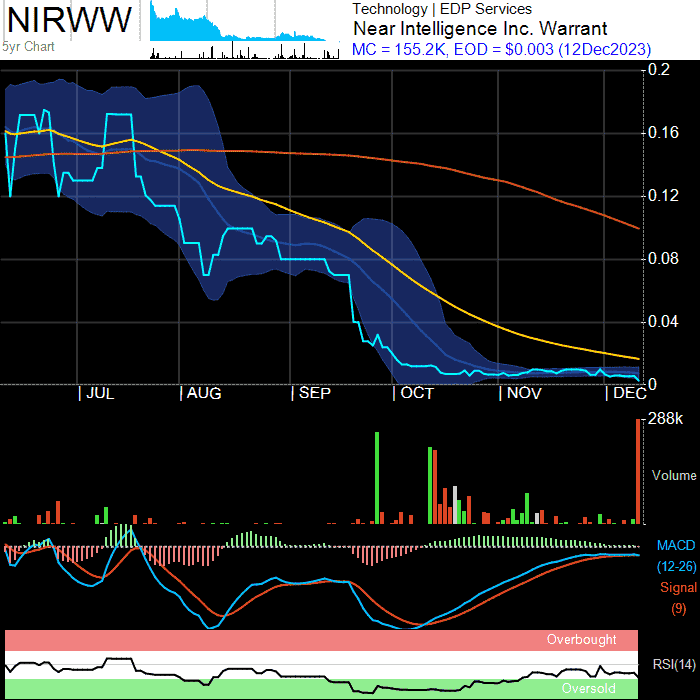 NIRWW
5yr Chart
Technology | EDP Services
Near Intelligence Inc. Warrant
MC = 155.2K, EOD = $0.003 (12Dec2023)
0.2
0.16
0.12
0.08
0.04
0
JUL AUG SEP OCT NOV DEC
288k
Volume
MACD
(12-26)
Signal
(9)
Overbought
RSI(14)
Oversold